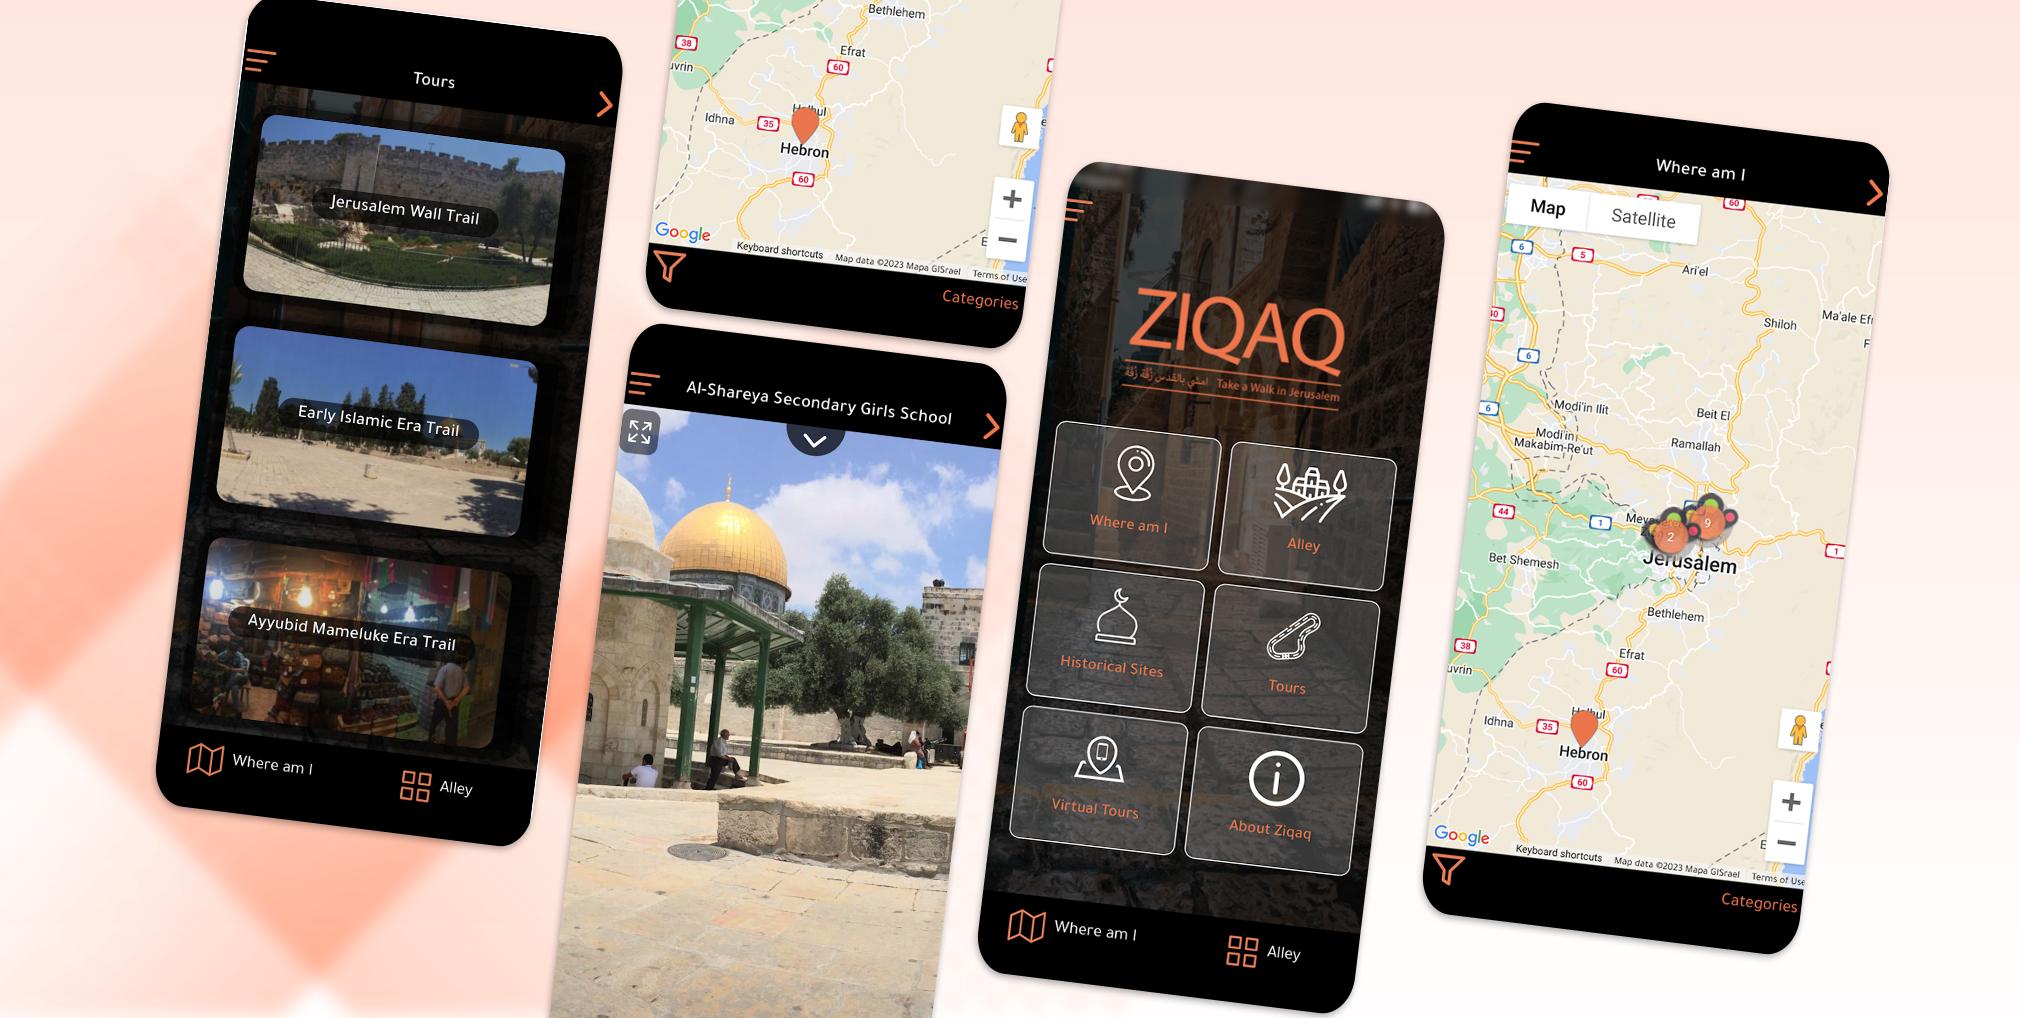 Tours
Jerusalem Wall Trail
Early Islamic Era Trail
Ayyubid Mameluke Era Trail
Where am I
Alley
Bethlehem
38
Efrat
60
uvrin
Halhul
Idhna
35
Hebron
60
Google
Keyboard shortcuts
Map data ©2023 Mapa GISrael
Terms of Use
Categories
Al-Shareya Secondary Girls School
ZIQAQ
امشي بالقدس زقة زقة Take a Walk in Jerusalem
Where am I
Alley
Historical Sites
Tours
Virtual Tours
About Ziqaq
Where am I
Alley
Where am I
Map
Satellite
60
6
5
Ari'el
Shiloh
Ma'ale Ef
6
6
Modi'in Ilit
Beit El
Modi'in
Makabim-Re'ut
Ramallah
44
1
9
2
1
Jerusalem
Bet Shemesh
Bethlehem
38
Efrat
uvrin
60
Idhna
35
Halhul
Hebron
60
Google
Keyboard shortcuts
Map data ©2023 Mapa GISrael
Terms of Use
Categories